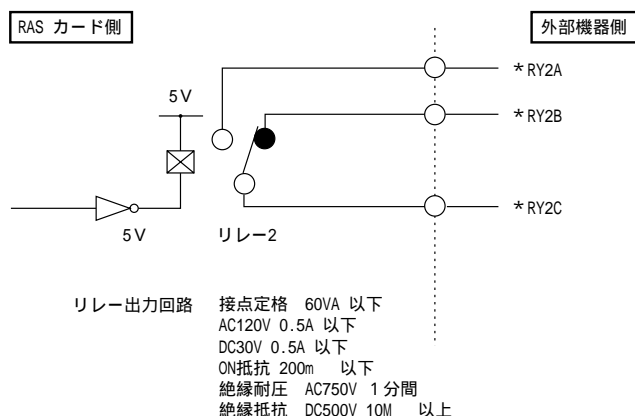 RAS カード側
外部機器側
*RY2A
5V
*RY2B
5V
リレー2
*RY2C
リレー出力回路 接点定格 60VA 以下
AC120V 0.5A 以下
DC30V 0.5A 以下
ON抵抗 200m 以下
絶縁耐圧 AC750V 1分間
絶縁抵抗 DC500V 10M 以上